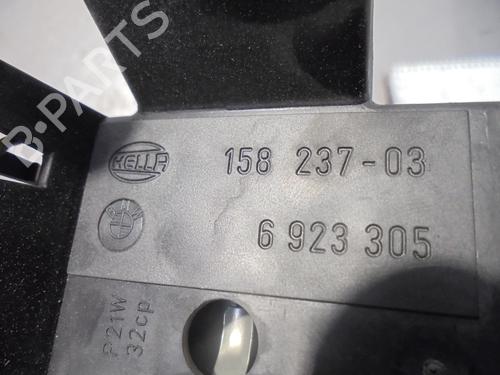 B-PARTS
HELLA 158 237-03
6 923 305
P21W
32cp